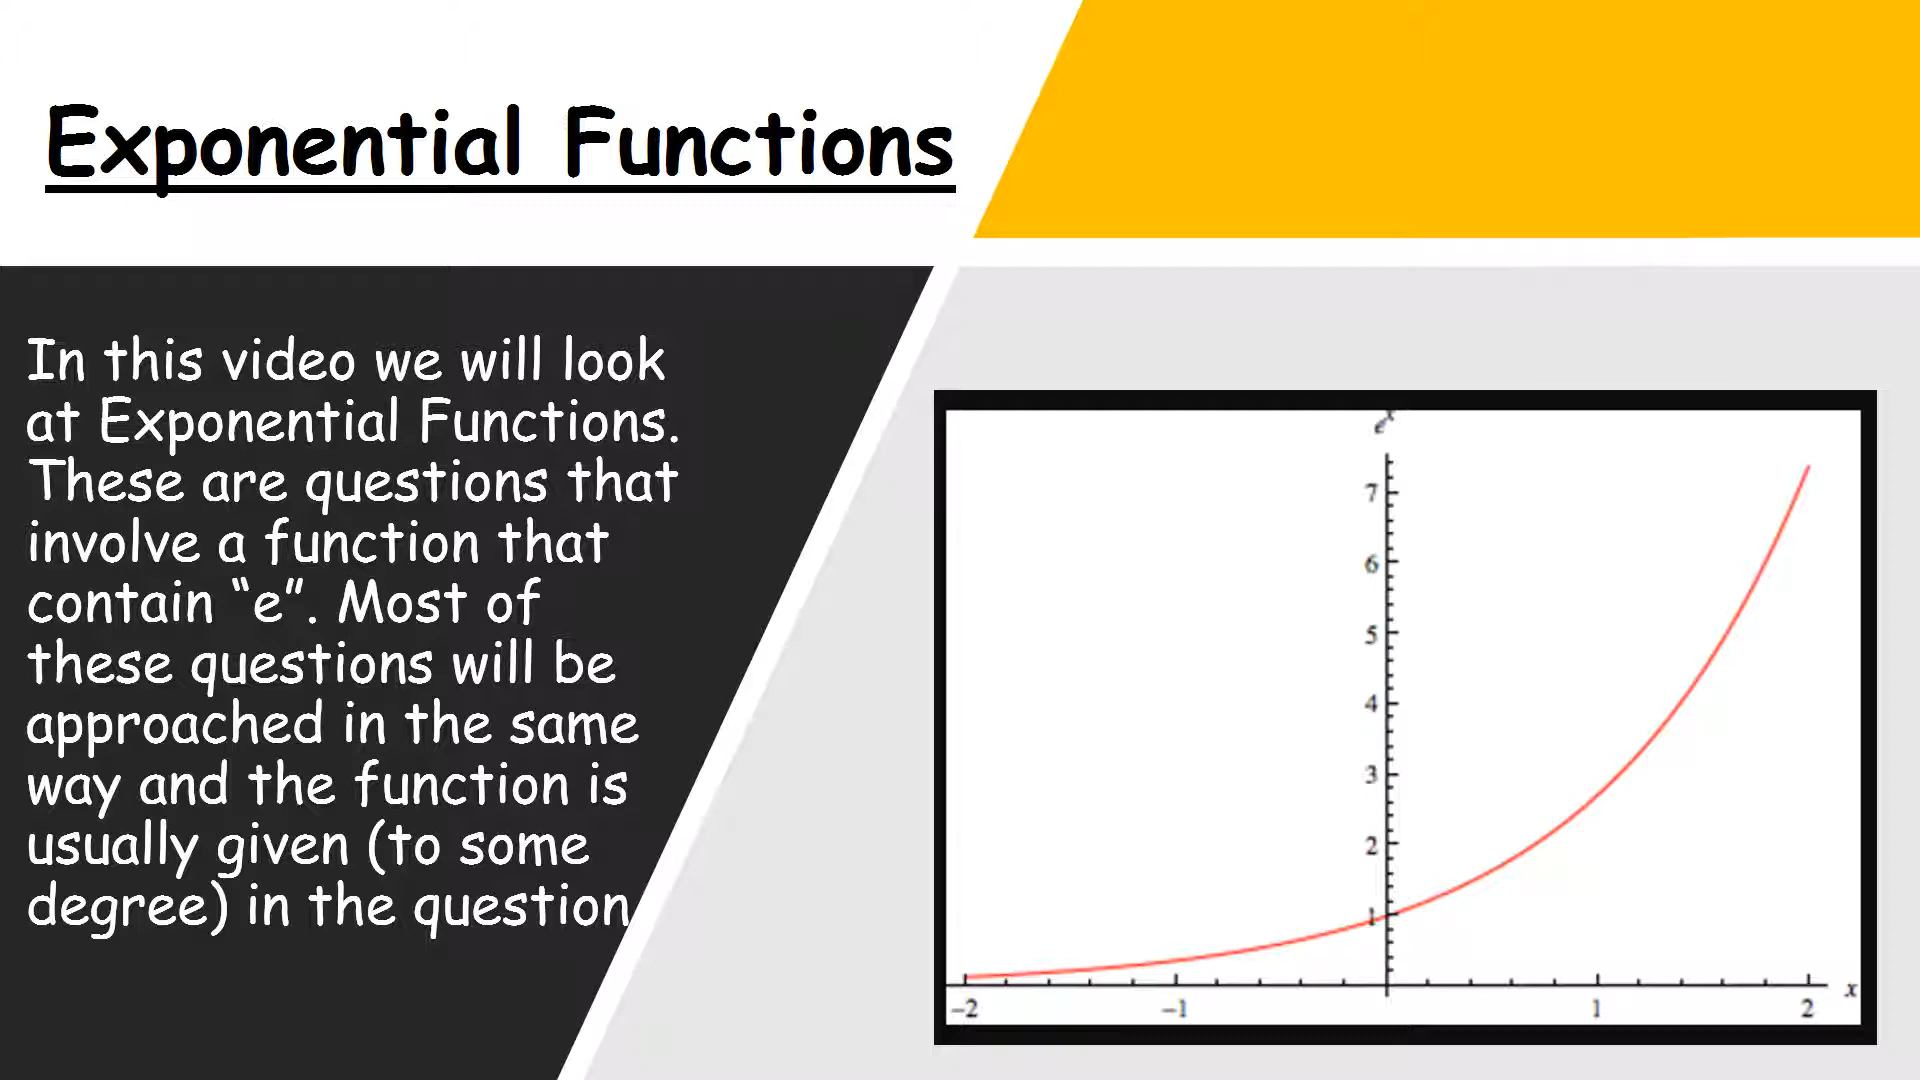 Exponential Functions
In this video we will look
at Exponential Functions.
These are questions that
involve a function that
contain “e”. Most of
these questions will be
approached in the same
way and the function is
usually given (to some
degree) in the question
eˣ
7
6
5
4
3
2
1
x
−2 −1 1 2